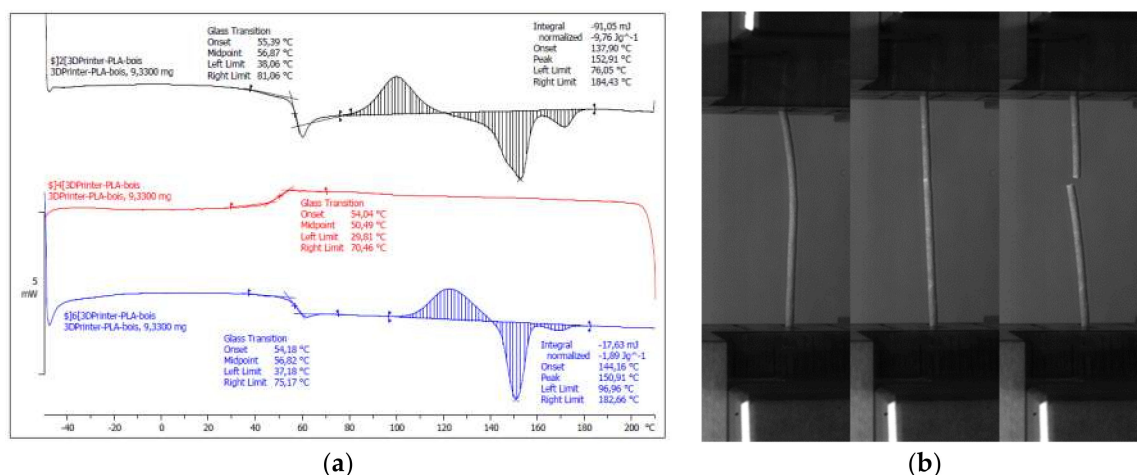 Glass Transition
Onset 55,39 °C
Midpoint 56,87 °C
Left Limit 38,06 °C
Right Limit 81,06 °C
Integral -91,05 mJ
normalized -9,76 Jg^-1
Onset 137,90 °C
Peak 152,91 °C
Left Limit 76,05 °C
Right Limit 184,43 °C
$]2[3DPrinter-PLA-bois
3DPrinter-PLA-bois, 9,3300 mg
$]4[3DPrinter-PLA-bois
3DPrinter-PLA-bois, 9,3300 mg
Glass Transition
Onset 54,04 °C
Midpoint 50,49 °C
Left Limit 29,81 °C
Right Limit 70,46 °C
5
mW
$]6[3DPrinter-PLA-bois
3DPrinter-PLA-bois, 9,3300 mg
Glass Transition
Onset 54,18 °C
Midpoint 56,82 °C
Left Limit 37,18 °C
Right Limit 75,17 °C
Integral -17,63 mJ
normalized -1,89 Jg^-1
Onset 144,16 °C
Peak 150,91 °C
Left Limit 96,96 °C
Right Limit 182,66 °C
-40 -20 0 20 40 60 80 100 120 140 160 180 200 °C
(a) (b)